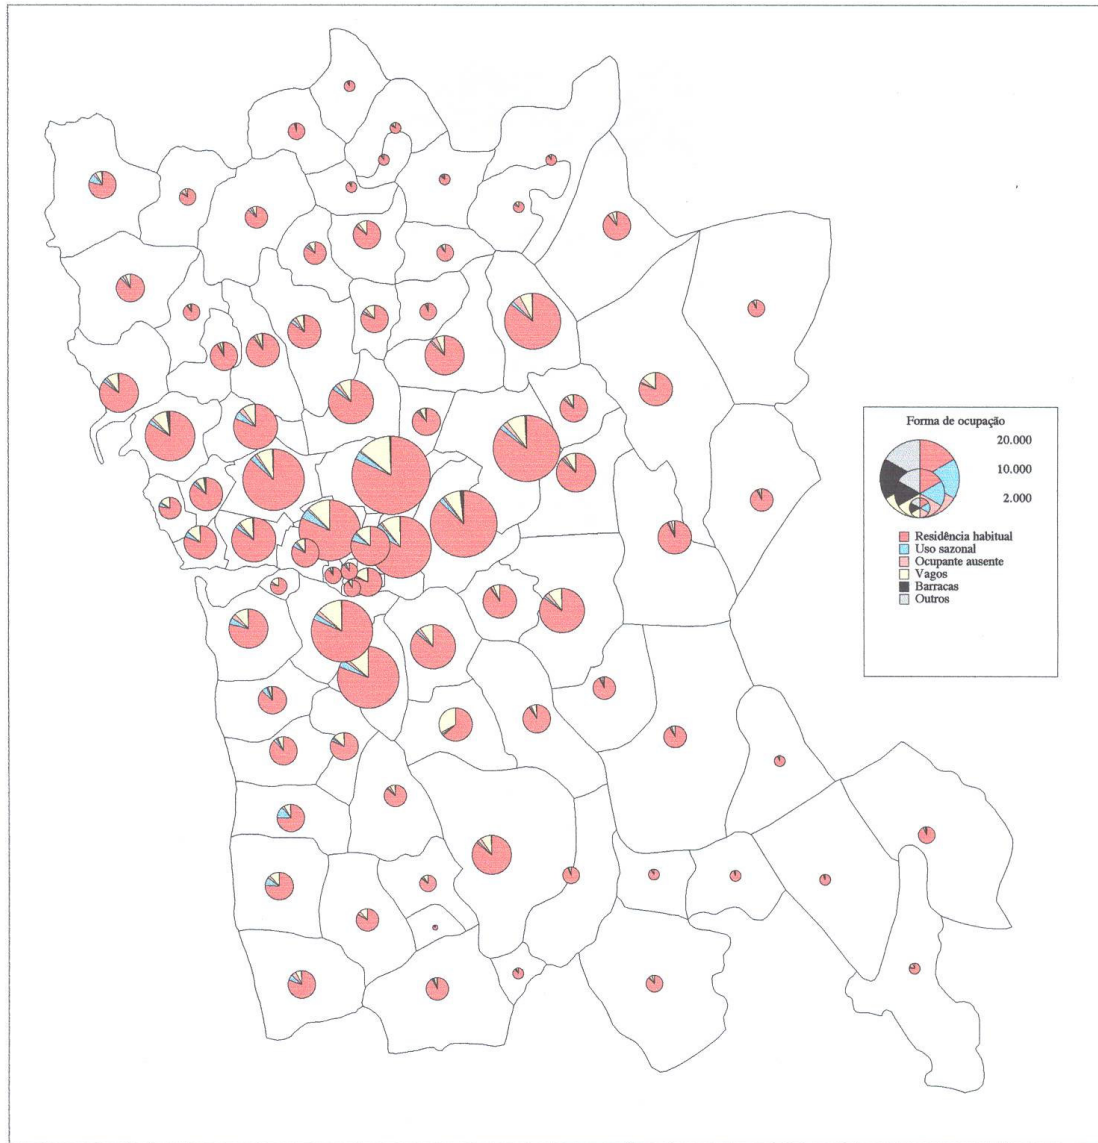 Forma de ocupação
20.000
10.000
2.000
Residência habitual
Uso sazonal
Ocupante ausente
Vagos
Barracas
Outros